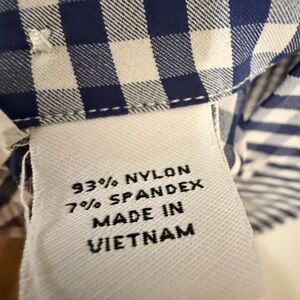 93% NYLON
7% SPANDEX
MADE IN
VIETNAM